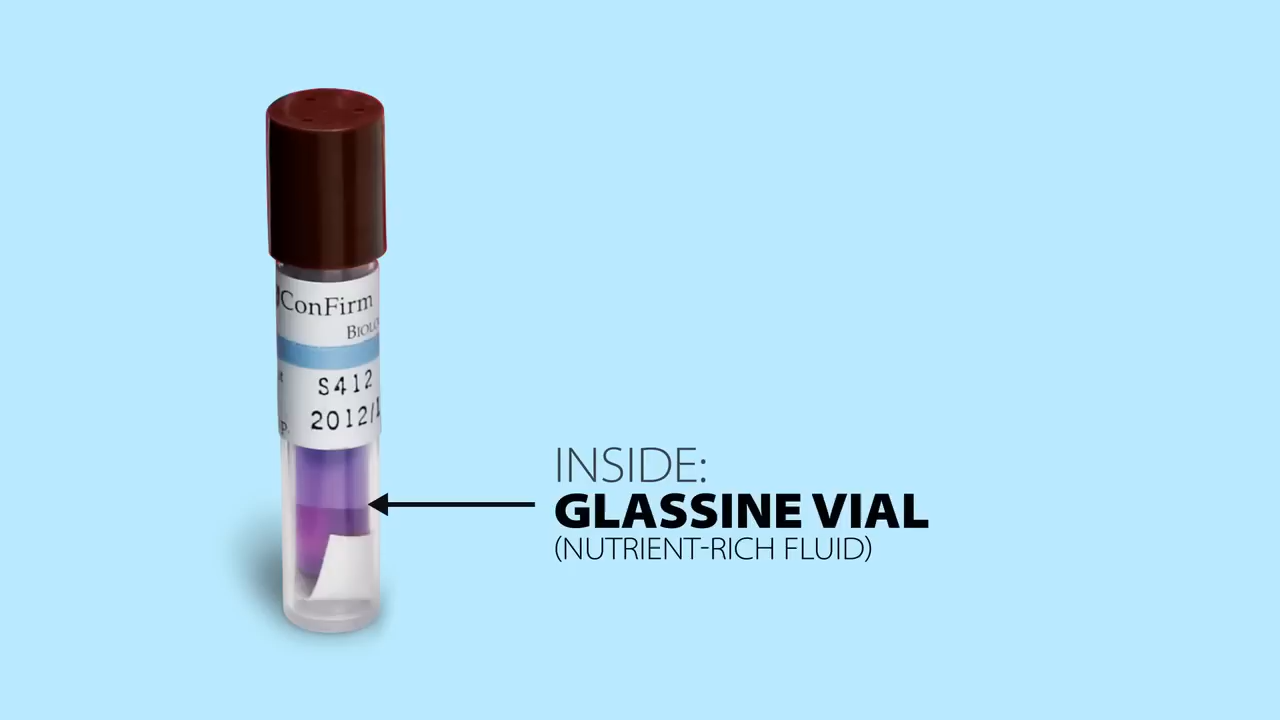 ConFirm
S412
INSIDE:
GLASSINE VIAL
(NUTRIENT-RICH FLUID)